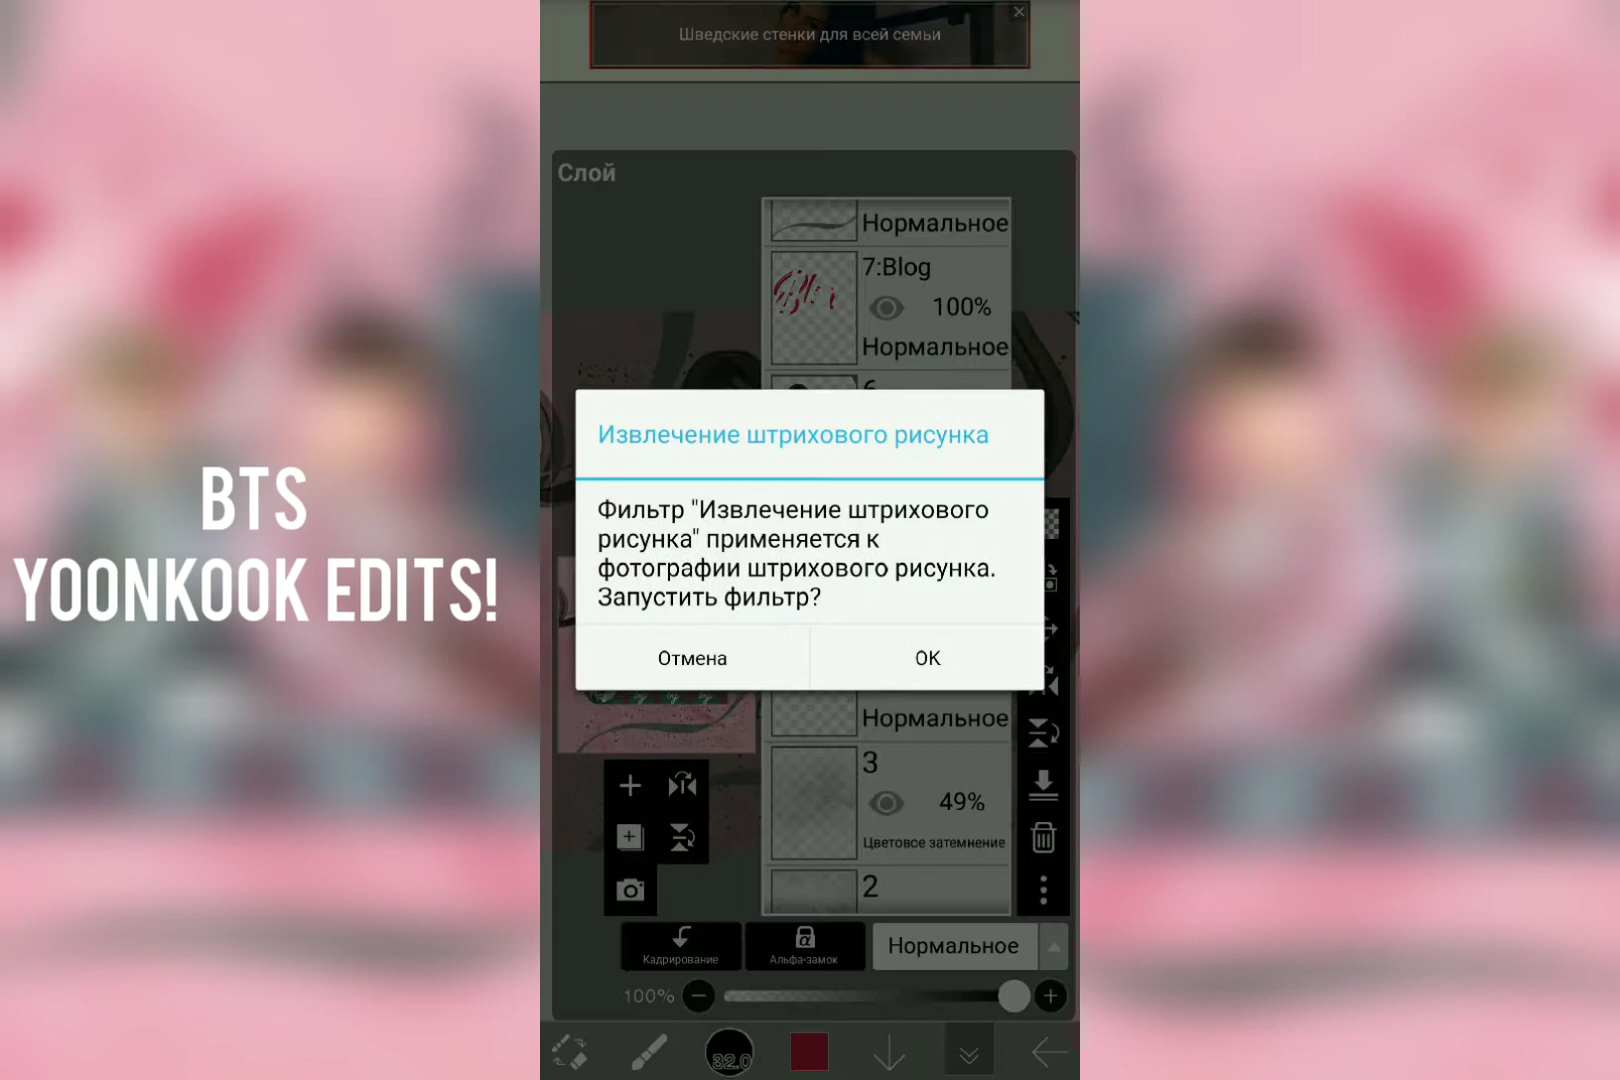 Шведские стенки для всей семьи
Слой
Нормальное
7:Blog
100%
Нормальное
Извлечение штрихового рисунка
Фильтр "Извлечение штрихового
рисунка" применяется к
фотографии штрихового рисунка.
Запустить фильтр?
Отмена
OK
BTS
YOONKOOK EDITS!
Нормальное
3
49%
Цветовое затемнение
2
Кадрирование
Альфа-замок
Нормальное
100%
32.0